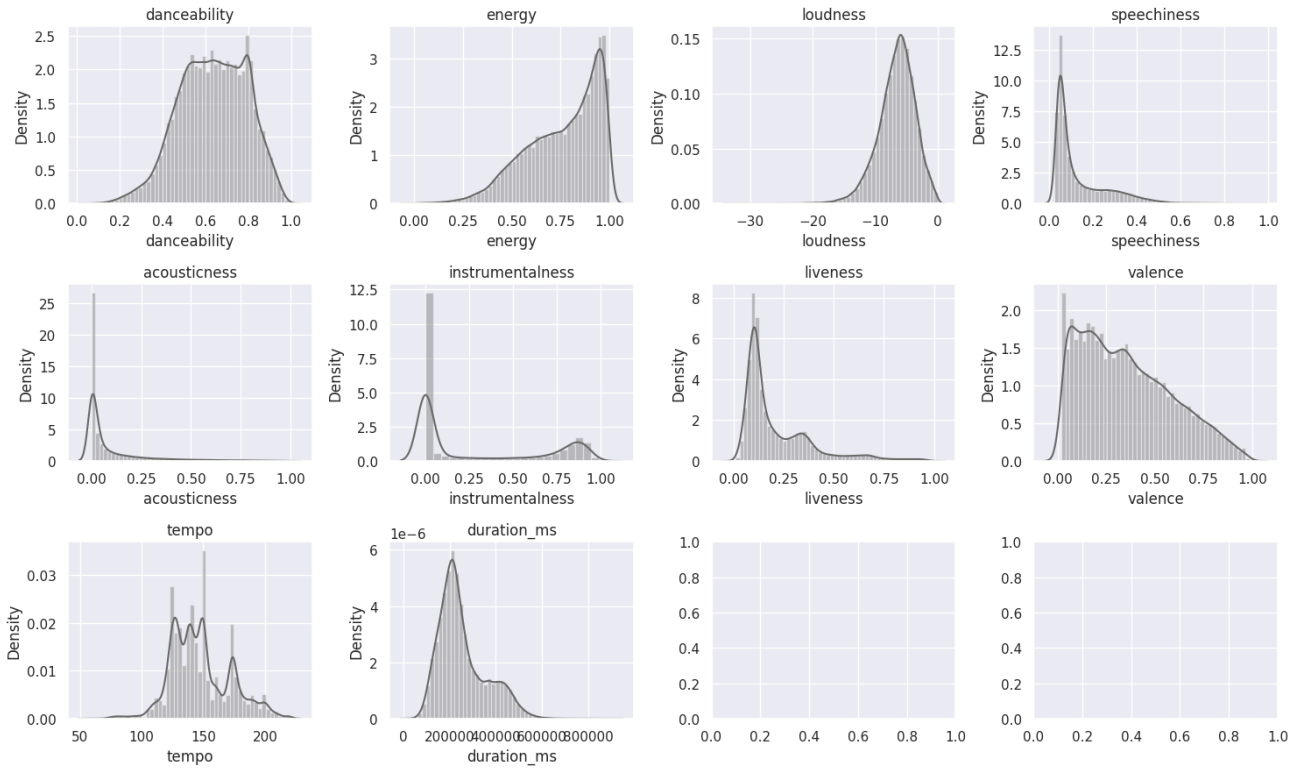 danceability
energy
loudness
speechiness
2.5
2.0
1.5
1.0
0.5
0.0
Density
0.0 0.2 0.4 0.6 0.8 1.0
danceability
3
2
1
0
Density
0.00 0.25 0.50 0.75 1.00
energy
0.15
0.10
0.05
0.00
Density
−30 −20 −10 0
loudness
12.5
10.0
7.5
5.0
2.5
0.0
Density
0.0 0.2 0.4 0.6 0.8 1.0
speechiness
acousticness
instrumentalness
liveness
valence
25
20
15
10
5
0
Density
0.00 0.25 0.50 0.75 1.00
acousticness
12.5
10.0
7.5
5.0
2.5
0.0
Density
0.00 0.25 0.50 0.75 1.00
instrumentalness
8
6
4
2
0
Density
0.00 0.25 0.50 0.75 1.00
liveness
2.0
1.5
1.0
0.5
0.0
Density
0.00 0.25 0.50 0.75 1.00
valence
tempo
duration_ms
0.03
0.02
0.01
0.00
Density
50 100 150 200
tempo
1e−6
6
4
2
0
Density
0 200000 400000 600000 800000
duration_ms
1.0
0.8
0.6
0.4
0.2
0.0
0.0 0.2 0.4 0.6 0.8 1.0
1.0
0.8
0.6
0.4
0.2
0.0
0.0 0.2 0.4 0.6 0.8 1.0